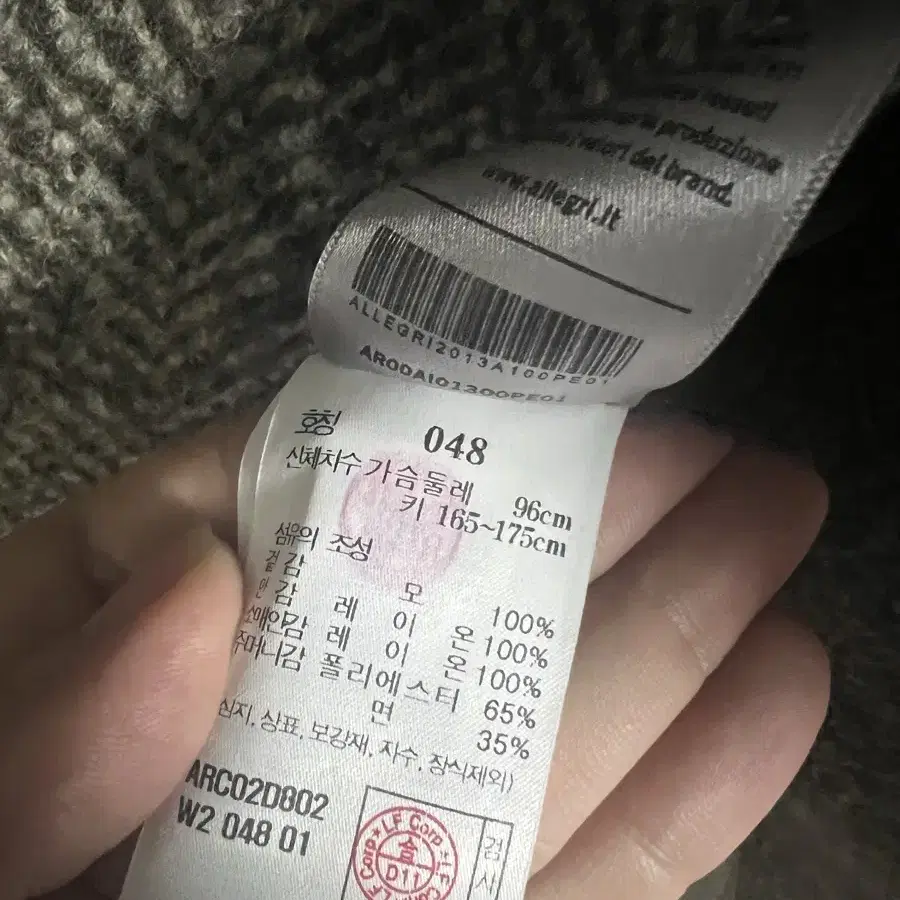 produzione
valori del brand.
www.allegri.it
ALLEGRI2013A100PE01
ARODAI01300PE01
호칭 048
신체치수 가슴둘레 96cm
키 165~175cm
섬유의 조성
겉감 모 100%
안감 레이온 100%
소매안감 레이온 100%
주머니감 폴리에스터 65%
면 35%
심지, 상표, 보강재, 자수, 장식제외)
ARC02D802
W2 048 01
LF Corp
D11
검사